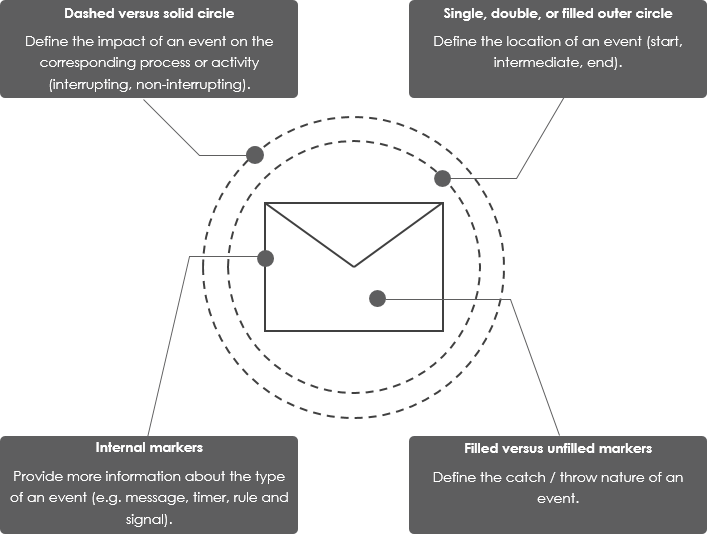 Dashed versus solid circle
Define the impact of an event on the
corresponding process or activity
(interrupting, non-interrupting).
Single, double, or filled outer circle
Define the location of an event (start,
intermediate, end).
Internal markers
Provide more information about the type
of an event (e.g. message, timer, rule and
signal).
Filled versus unfilled markers
Define the catch / throw nature of an
event.